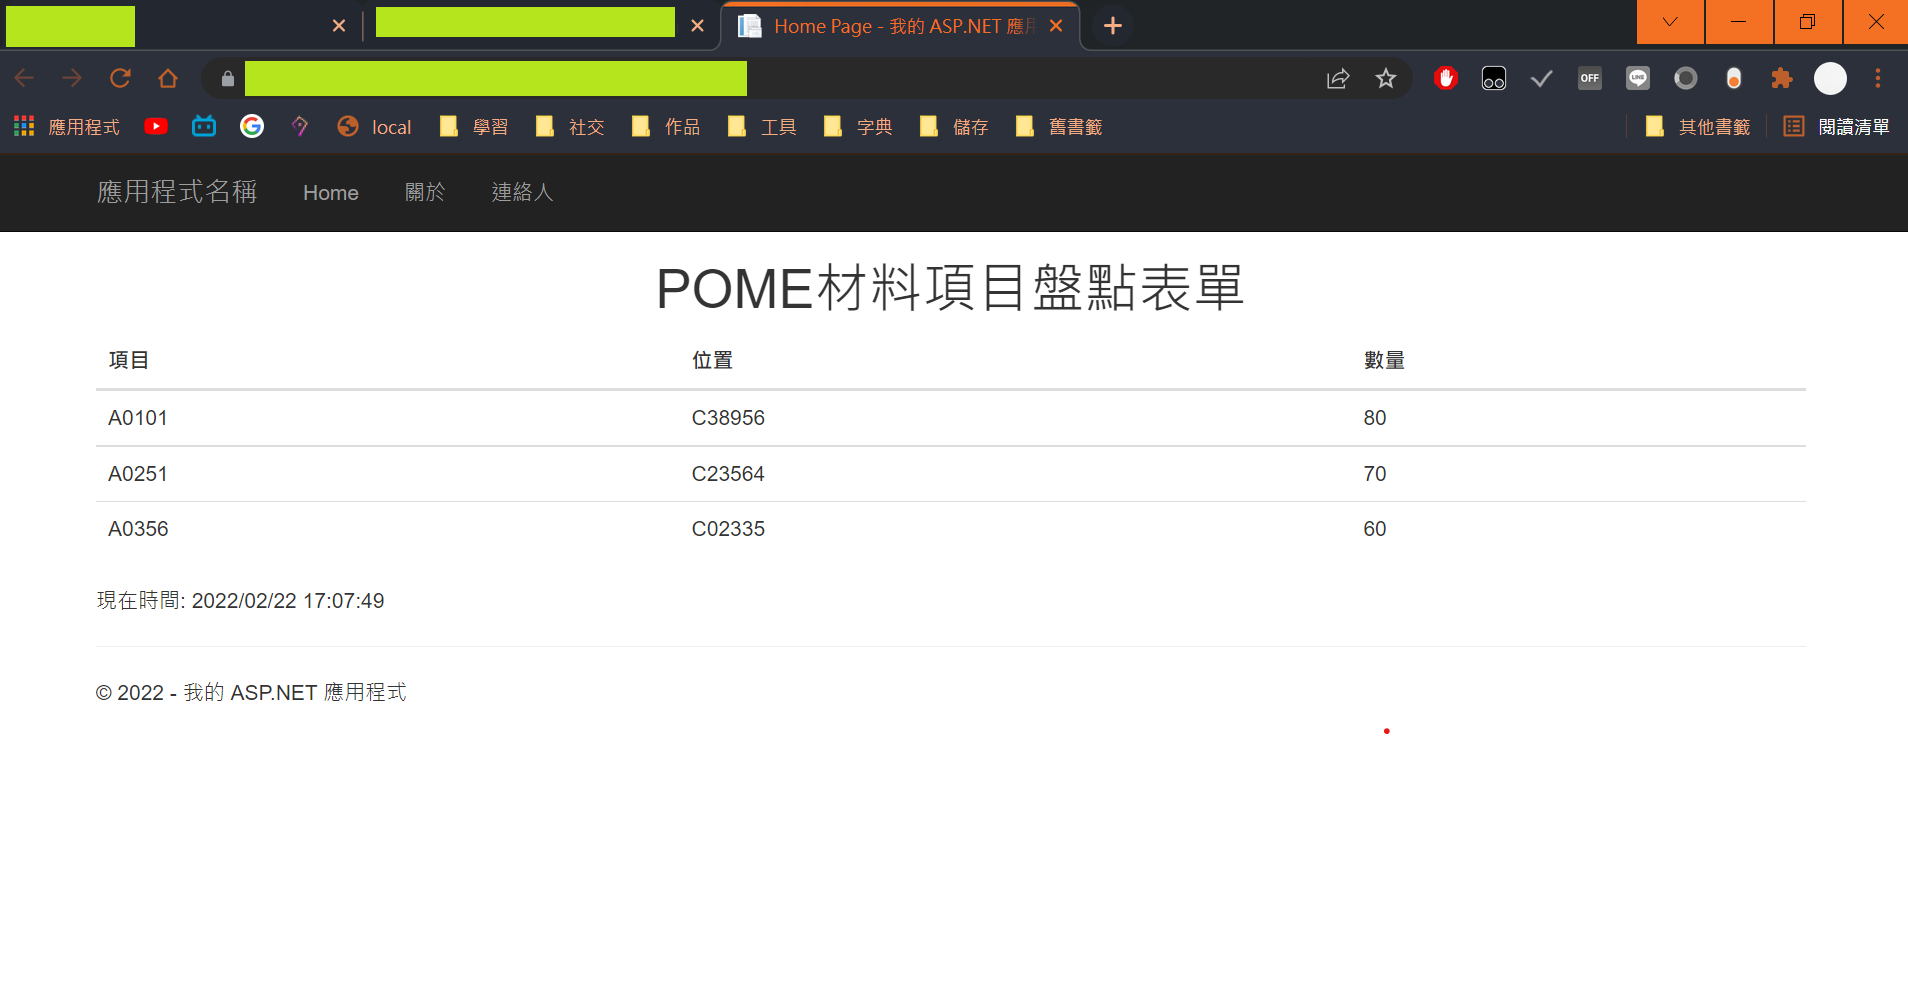 Home Page - 我的 ASP.NET 應用
OFF
LINE
應用程式 local 學習 社交 作品 工具 字典 儲存 舊書籤 其他書籤 閱讀清單
應用程式名稱 Home 關於 連絡人
POME材料項目盤點表單
項目 位置 數量
A0101 C38956 80
A0251 C23564 70
A0356 C02335 60
現在時間: 2022/02/22 17:07:49
© 2022 - 我的 ASP.NET 應用程式